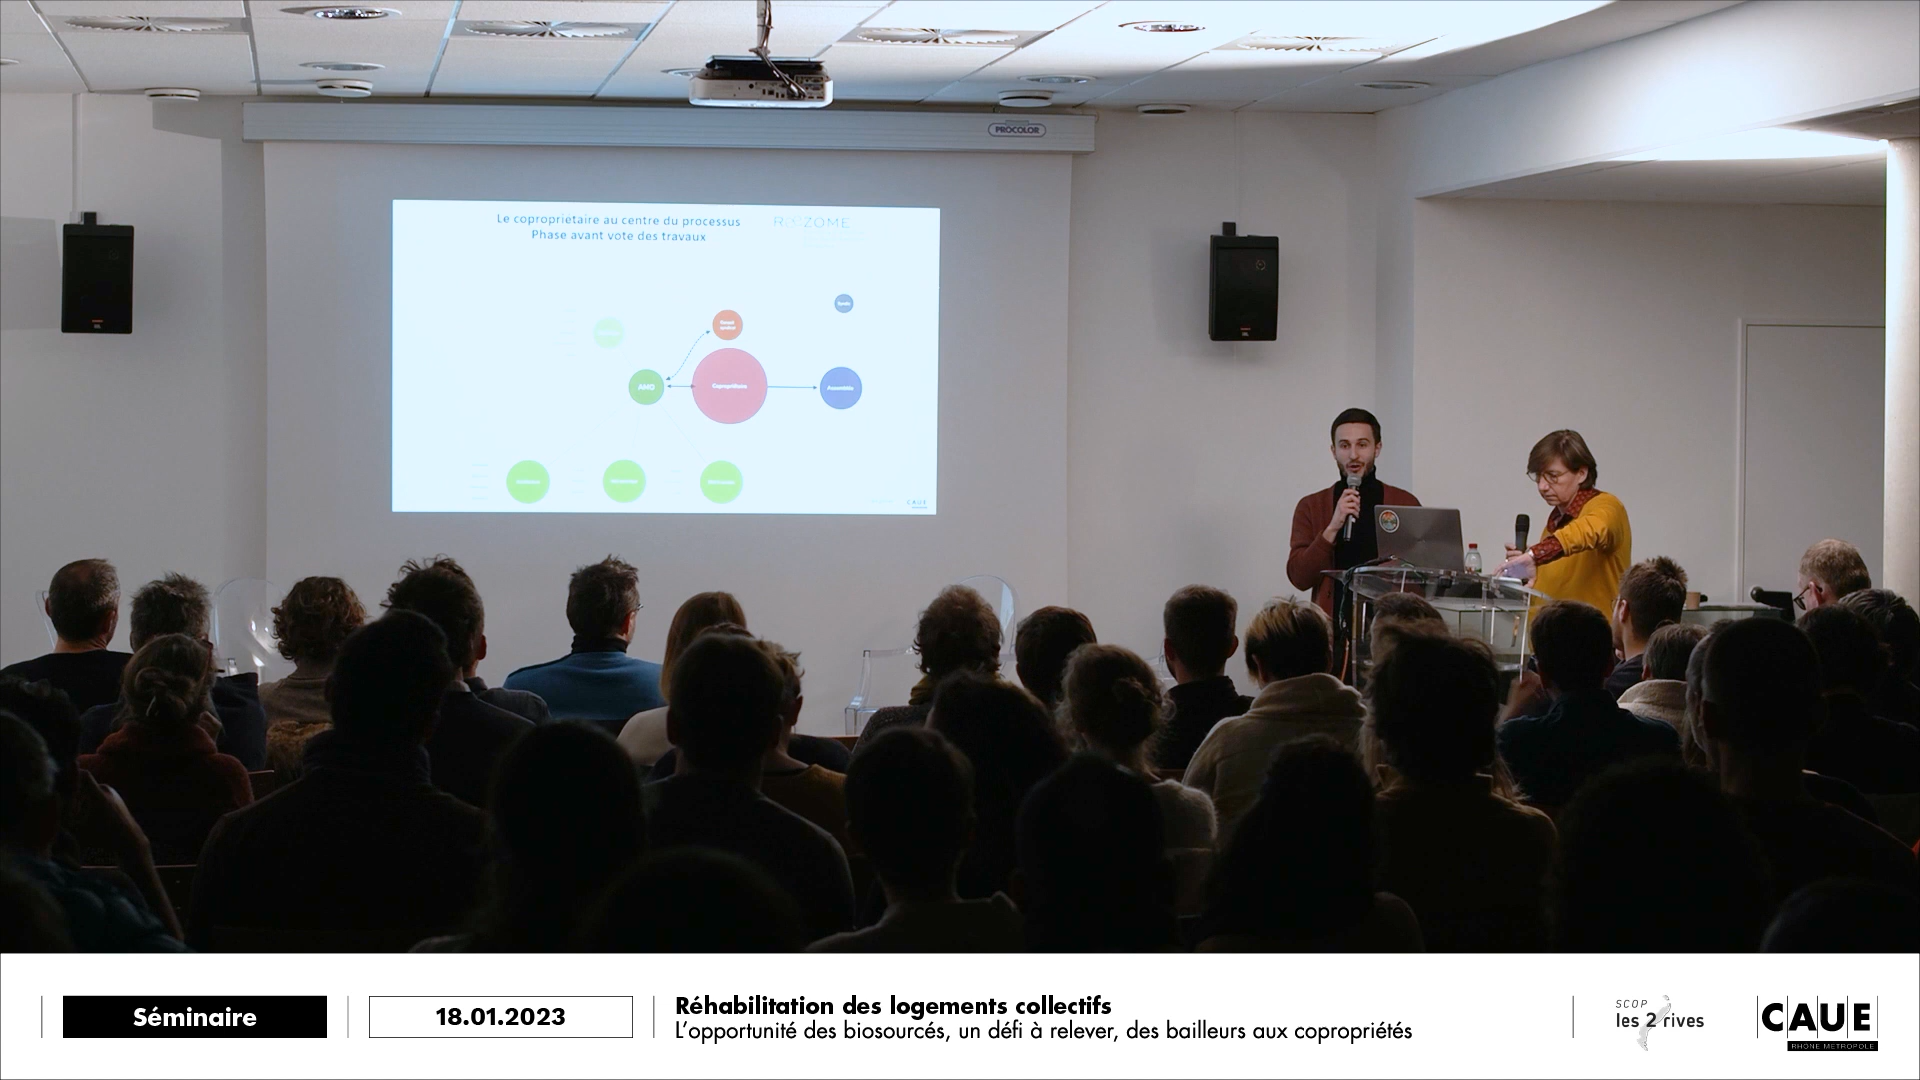 PROCOLOR
Le copropriétaire au centre du processus
Phase avant vote des travaux
AMO
Copropriétaire
Assemblée
CAUE
Séminaire
18.01.2023
Réhabilitation des logements collectifs
L'opportunité des biosourcés, un défi à relever, des bailleurs aux copropriétés
SCOP
les 2 rives
CAUE
RHÔNE MÉTROPOLE